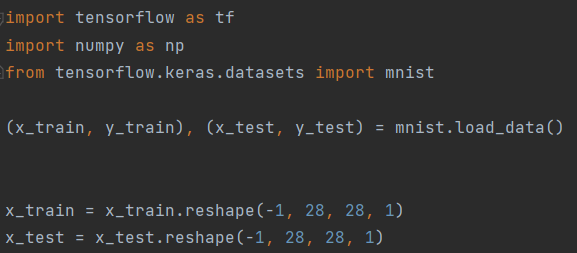 import tensorflow as tf
import numpy as np
from tensorflow.keras.datasets import mnist
(x_train, y_train), (x_test, y_test) = mnist.load_data()
x_train = x_train.reshape(-1, 28, 28, 1)
x_test = x_test.reshape(-1, 28, 28, 1)